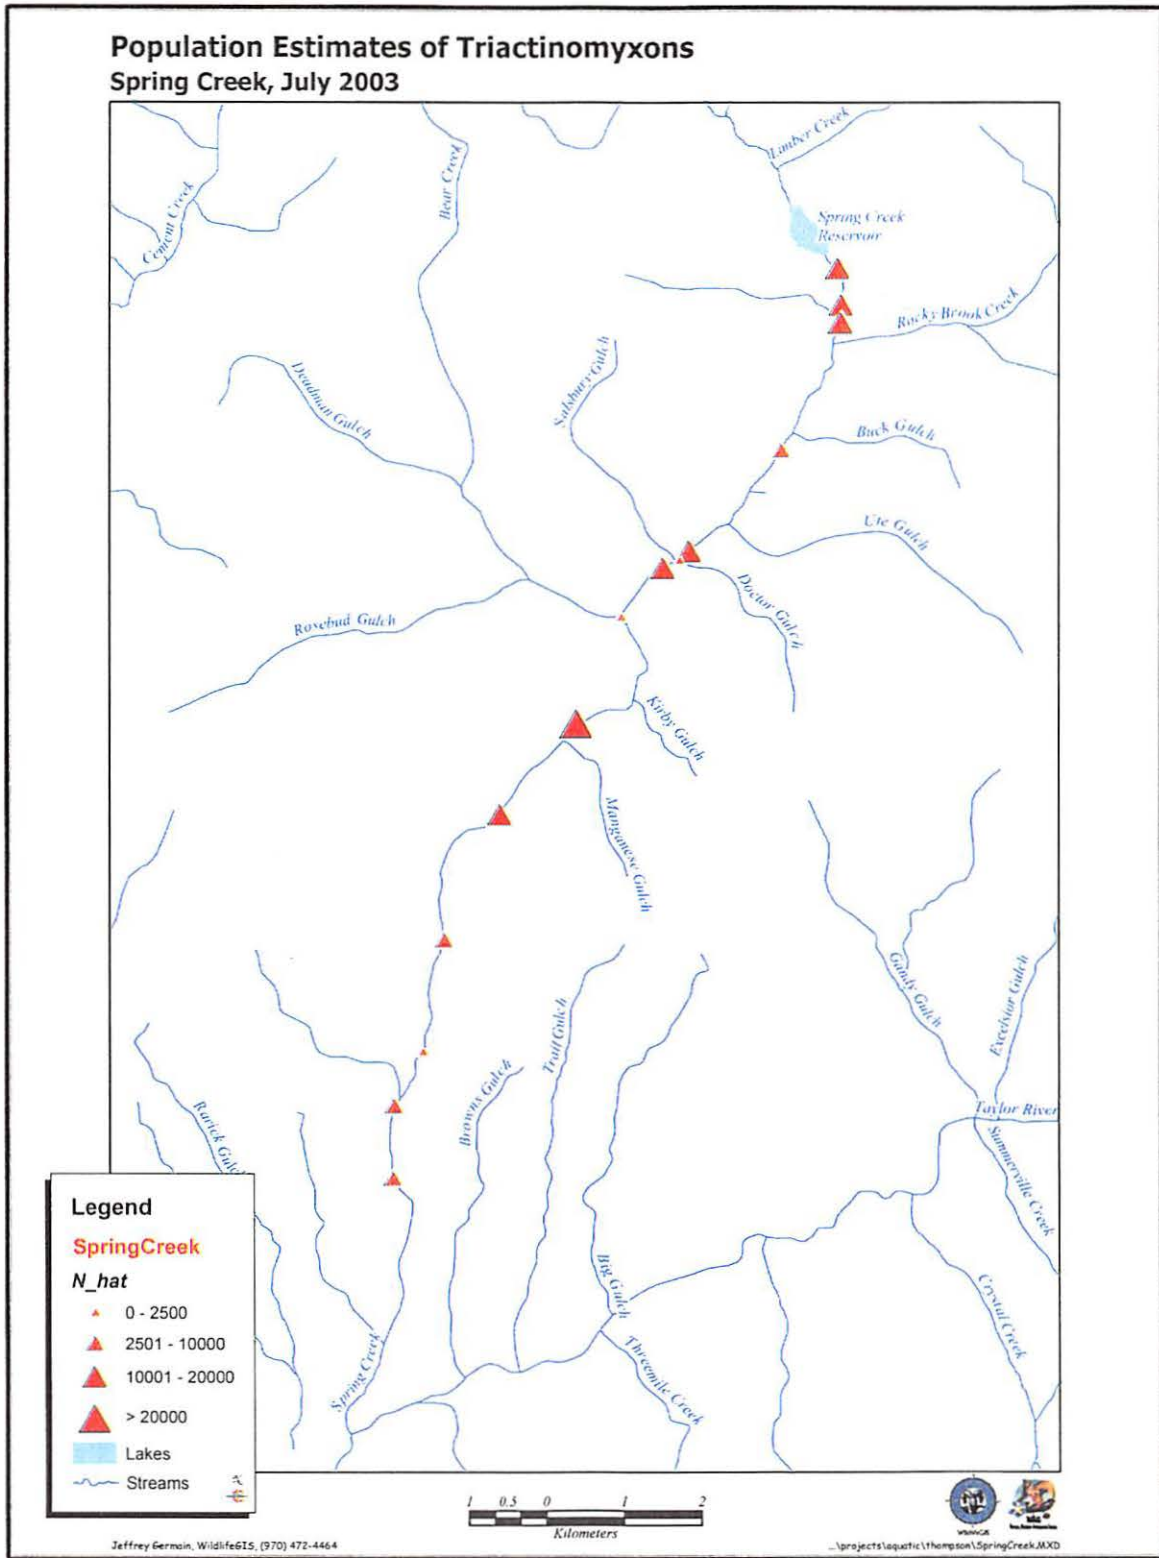 Population Estimates of Triactinomyxons
Spring Creek, July 2003
Limber Creek
Bear Creek
Cement Creek
Spring Creek
Reservoir
Rocky Brook Creek
Salsbury Gulch
Deadman Gulch
Buck Gulch
Ute Gulch
Doctor Gulch
Rosebud Gulch
Kirby Gulch
Manganese Gulch
Gandy Gulch
Excelsior Gulch
Trail Gulch
Browns Gulch
Rarick Gulch
Taylor River
Summerville Creek
Big Gulch
Crystal Creek
Threemile Creek
Spring Creek
Legend
SpringCreek
N_hat
0 - 2500
2501 - 10000
10001 - 20000
> 20000
Lakes
Streams
1 0.5 0 1 2
Kilometers
Jeffrey Germain, WildlifeGIS, (970) 472-4464
...\projects\aquatic\thompson\SpringCreek.MXD